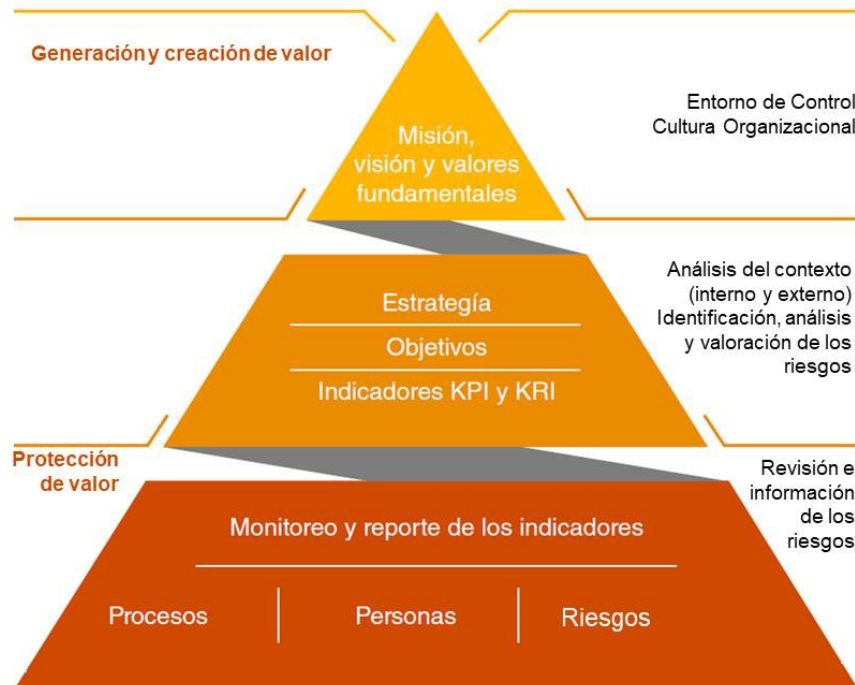 Generación y creación de valor
Misión,
visión y valores
fundamentales
Entorno de Control
Cultura Organizacional
Estrategía
Objetivos
Indicadores KPI y KRI
Análisis del contexto
(interno y externo)
Identificación, análisis
y valoración de los
riesgos
Protección
de valor
Monitoreo y reporte de los indicadores
Procesos
Personas
Riesgos
Revisión e
información
de los
riesgos